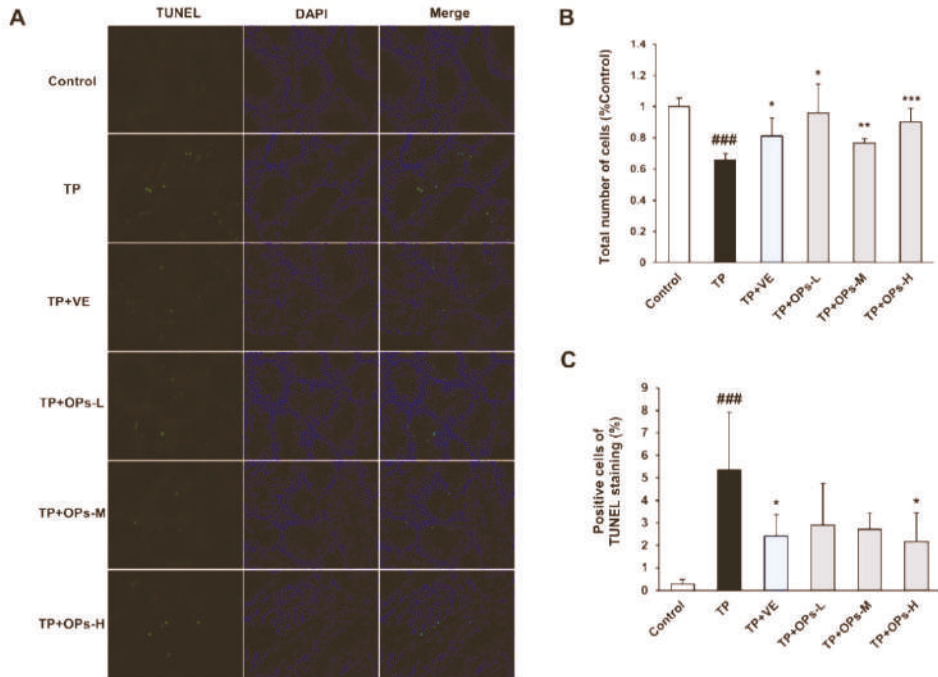 A
TUNEL DAPI Merge
Control
TP
TP+VE
TP+OPs-L
TP+OPs-M
TP+OPs-H
B
Total number of cells (%Control)
1.4
1.2
1
0.8
0.6
0.4
0.2
0
###
*
*
**
***
Control TP TP+VE TP+OPs-L TP+OPs-M TP+OPs-H
C
Positive cells of
TUNEL staining (%)
9
8
7
6
5
4
3
2
1
0
###
*
*
Control TP TP+VE TP+OPs-L TP+OPs-M TP+OPs-H